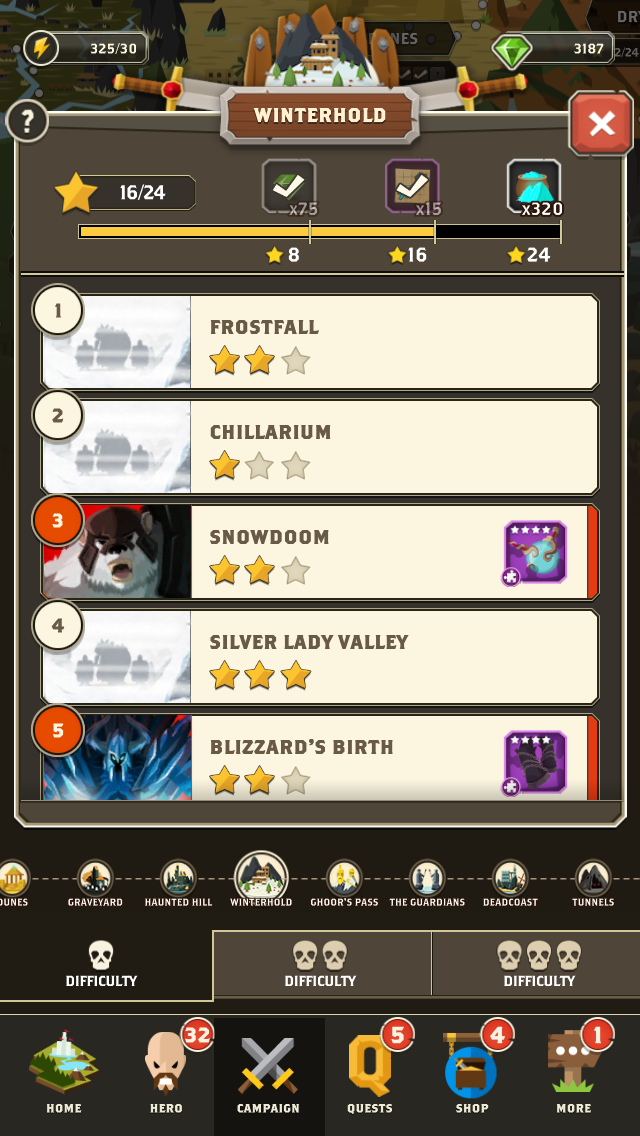 NES
DR
325/30
3187
2/24
WINTERHOLD
?
16/24
x75
x15
x320
8
16
24
1
FROSTFALL
2
CHILLARIUM
3
SNOWDOOM
4
SILVER LADY VALLEY
5
BLIZZARD'S BIRTH
DUNES
GRAVEYARD
HAUNTED HILL
WINTERHOLD
GHOOR'S PASS
THE GUARDIANS
DEADCOAST
TUNNELS
DIFFICULTY
DIFFICULTY
DIFFICULTY
32
5
4
1
Q
HOME
HERO
CAMPAIGN
QUESTS
SHOP
MORE